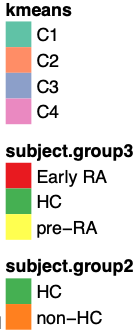 kmeans
C1
C2
C3
C4
subject.group3
Early RA
HC
pre−RA
subject.group2
HC
non−HC